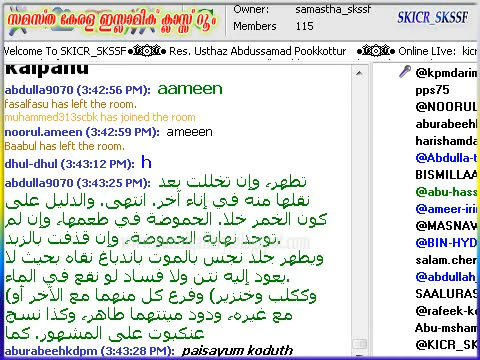 സമസ്ത കേരള ഇസ്ലാമിക് ക്ലാസ്സ് റൂം
Owner: samastha_skssf
Members 115
SKICR_SKSSF
Welcome To SKICR_SKSSF Res. Usthaz Abdussamad Pookkottur Online LIve: kicr
kaipanu
abdulla9070 (3:42:56 PM): aameen
fasalfasu has left the room.
muhammed313scbk has joined the room
noorul.ameen (3:42:59 PM): ameeen
Baabul has left the room.
dhul-dhul (3:43:12 PM): h
abdulla9070 (3:43:25 PM): تطهر، وإن تخللت بعد
نقلها منه في إناء آخر. انتهى. والدليل على
كون الخمر خلا. الحموضة في طعمها، وإن لم
توجد نهاية الحموضة، وإن قذفت بالزبد.
ويطهر جلد نجس بالموت باندباغ نقاه بحيث لا
يعود إليه نتن ولا فساد لو نقع في الماء.
(وككلب وخنزير) وفرع كل منهما مع الآخر أو
مع غيره، ودود ميتتهما طاهر، وكذا نسج
عنكبوت على المشهور. كما
aburabeehkdpm (3:43:28 PM): paisayum koduth
@kpmdarim
pps75
@NOORUL
aburabeehk
harishamda
@Abdulla-t
BISMILLAA
@abu-hass
@ameer-irin
@MASNAV
@BIN-HYD
salam.cher
@abdullah
SAALURAS
@rafeek-ko
Abu-msham
@KICR_SK